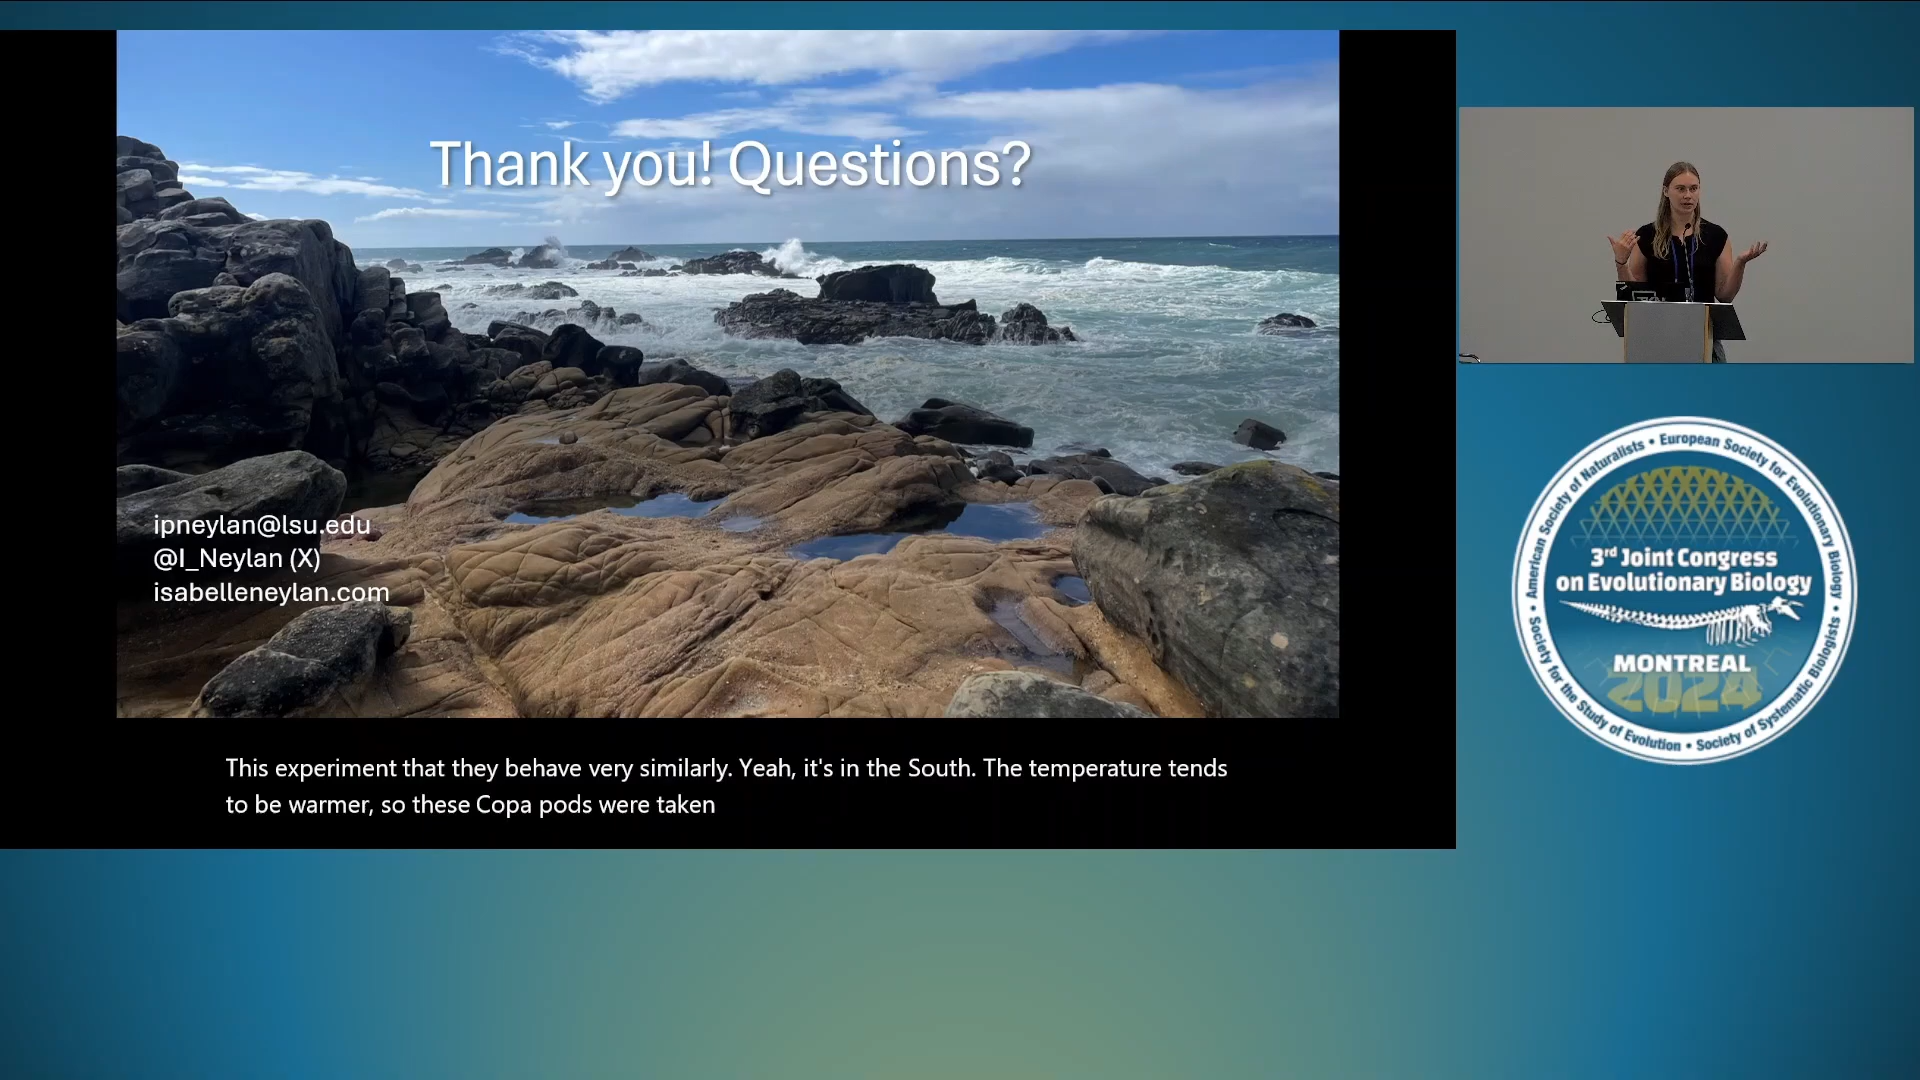 Thank you! Questions?
ipneylan@lsu.edu
@I_Neylan (X)
isabelleneylan.com
This experiment that they behave very similarly. Yeah, it's in the South. The temperature tends
to be warmer, so these Copa pods were taken
American Society of Naturalists • European Society for Evolutionary Biology •
Society for the Study of Evolution • Society of Systematic Biologists •
3rd Joint Congress
on Evolutionary Biology
MONTREAL
2024